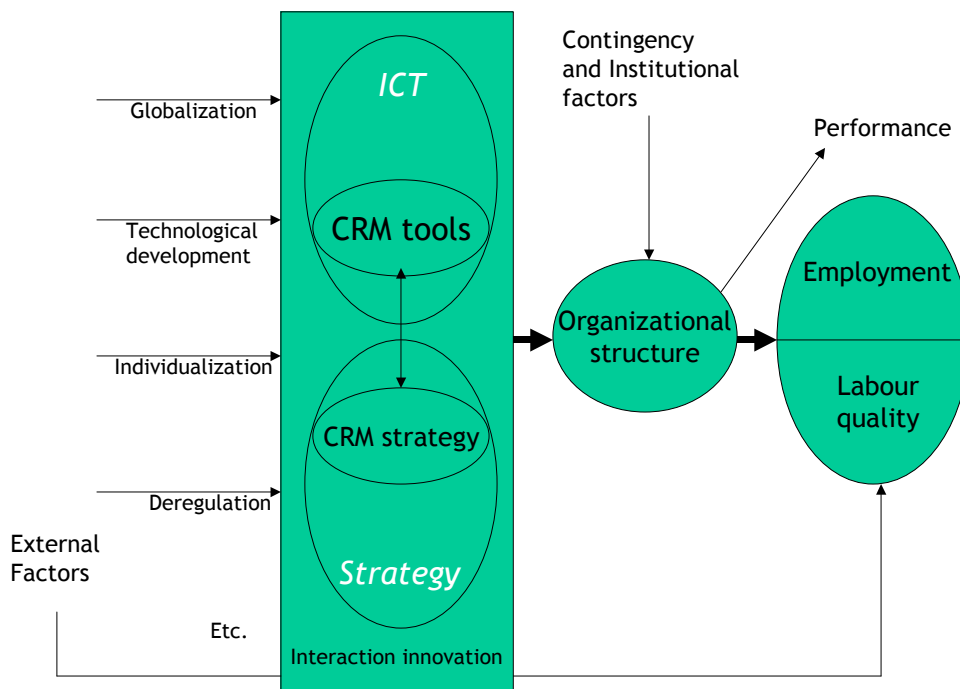 Globalization
Technological
development
Individualization
Deregulation
External
Factors
Etc.
ICT
CRM tools
CRM strategy
Strategy
Interaction innovation
Contingency
and Institutional
factors
Organizational
structure
Performance
Employment
Labour
quality